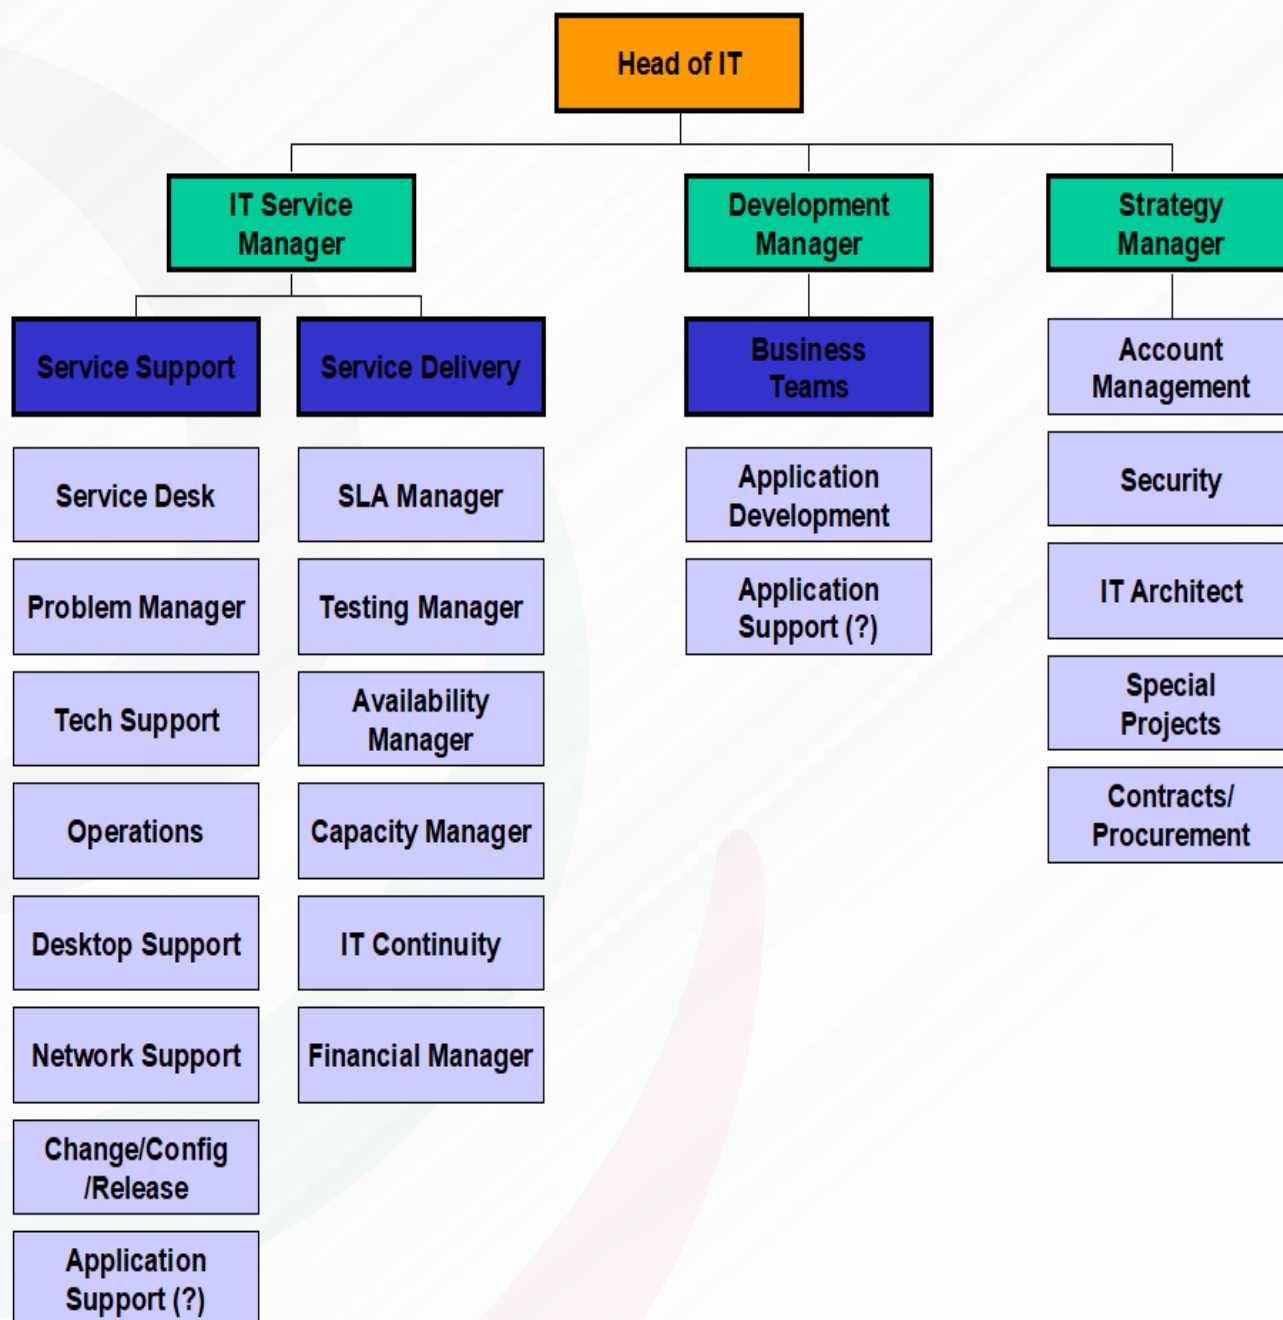 Head of IT
IT Service
Manager
Development
Manager
Strategy
Manager
Service Support
Service Delivery
Business
Teams
Account
Management
Service Desk
SLA Manager
Application
Development
Security
Problem Manager
Testing Manager
Application
Support (?)
IT Architect
Tech Support
Availability
Manager
Special
Projects
Operations
Capacity Manager
Contracts/
Procurement
Desktop Support
IT Continuity
Network Support
Financial Manager
Change/Config
/Release
Application
Support (?)